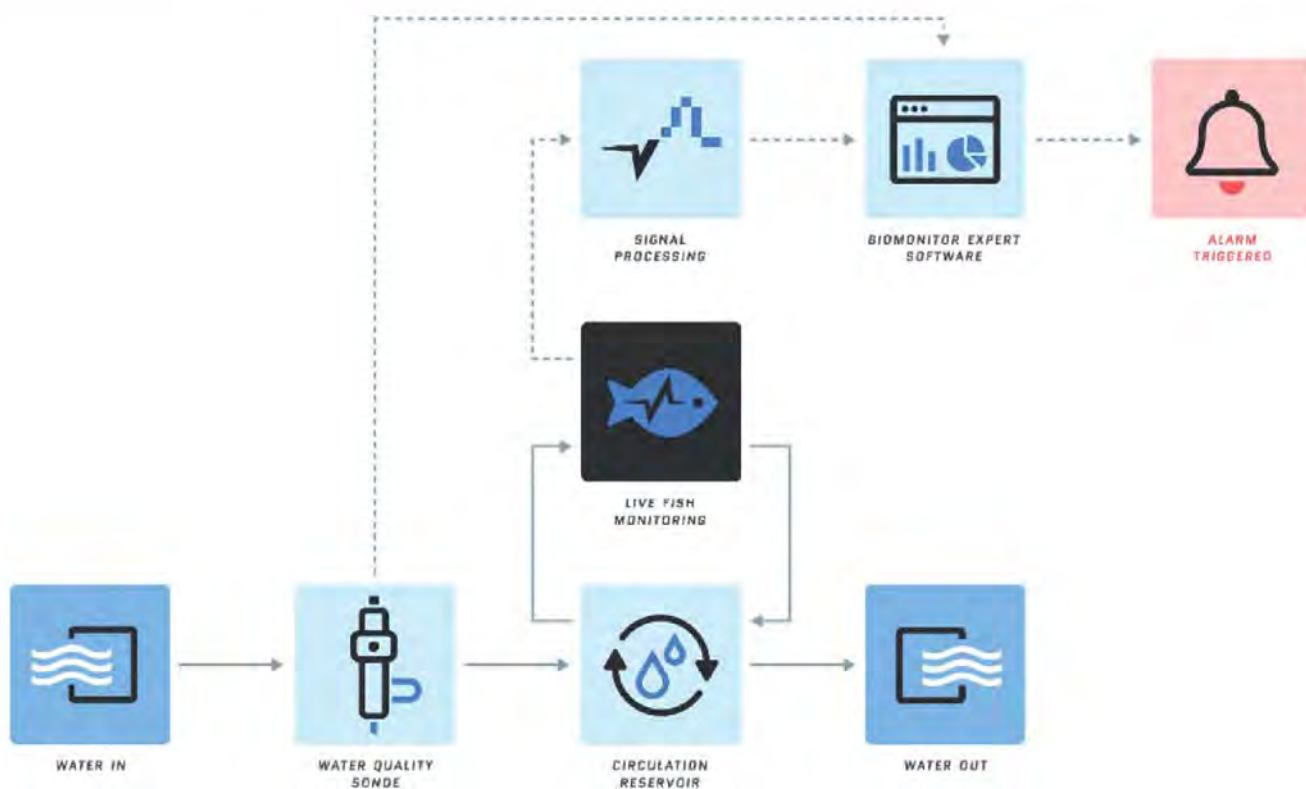 SIGNAL
PROCESSING
BIOMONITOR EXPERT
SOFTWARE
ALARM
TRIGGERED
LIVE FISH
MONITORING
WATER IN
WATER QUALITY
SONDE
CIRCULATION
RESERVOIR
WATER OUT